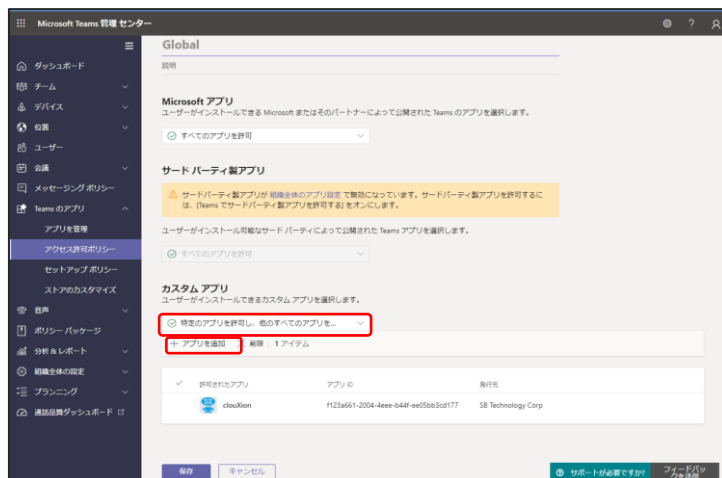 Microsoft Teams 管理 センター
?
Global
説明
ダッシュボード
チーム
デバイス
位置
ユーザー
会議
メッセージング ポリシー
Teams のアプリ
アプリを管理
アクセス許可ポリシー
セットアップ ポリシー
ストアのカスタマイズ
音声
ポリシー パッケージ
分析 & レポート
組織全体の設定
プランニング
通話品質ダッシュボード
Microsoft アプリ
ユーザーがインストールできる Microsoft またはそのパートナーによって公開された Teams のアプリを選択します。
すべてのアプリを許可
サード パーティ製アプリ
サードパーティ製アプリが 組織全体のアプリ設定 で無効になっています。サードパーティ製アプリを許可するに
は、[Teams でサードパーティ製アプリを許可する] をオンにします。
ユーザーがインストール可能なサード パーティによって公開された Teams アプリを選択します。
すべてのアプリを許可
カスタム アプリ
ユーザーがインストールできるカスタム アプリを選択します。
特定のアプリを許可し、他のすべてのアプリを...
+ アプリを追加 × 削除 1 アイテム
許可されたアプリ アプリ ID 発行元
clouXion f123a661-2004-4eee-b44f-ee05bb3cd177 SB Technology Corp
保存 キャンセル
サポートが必要ですか?
フィードバッ
クを送信